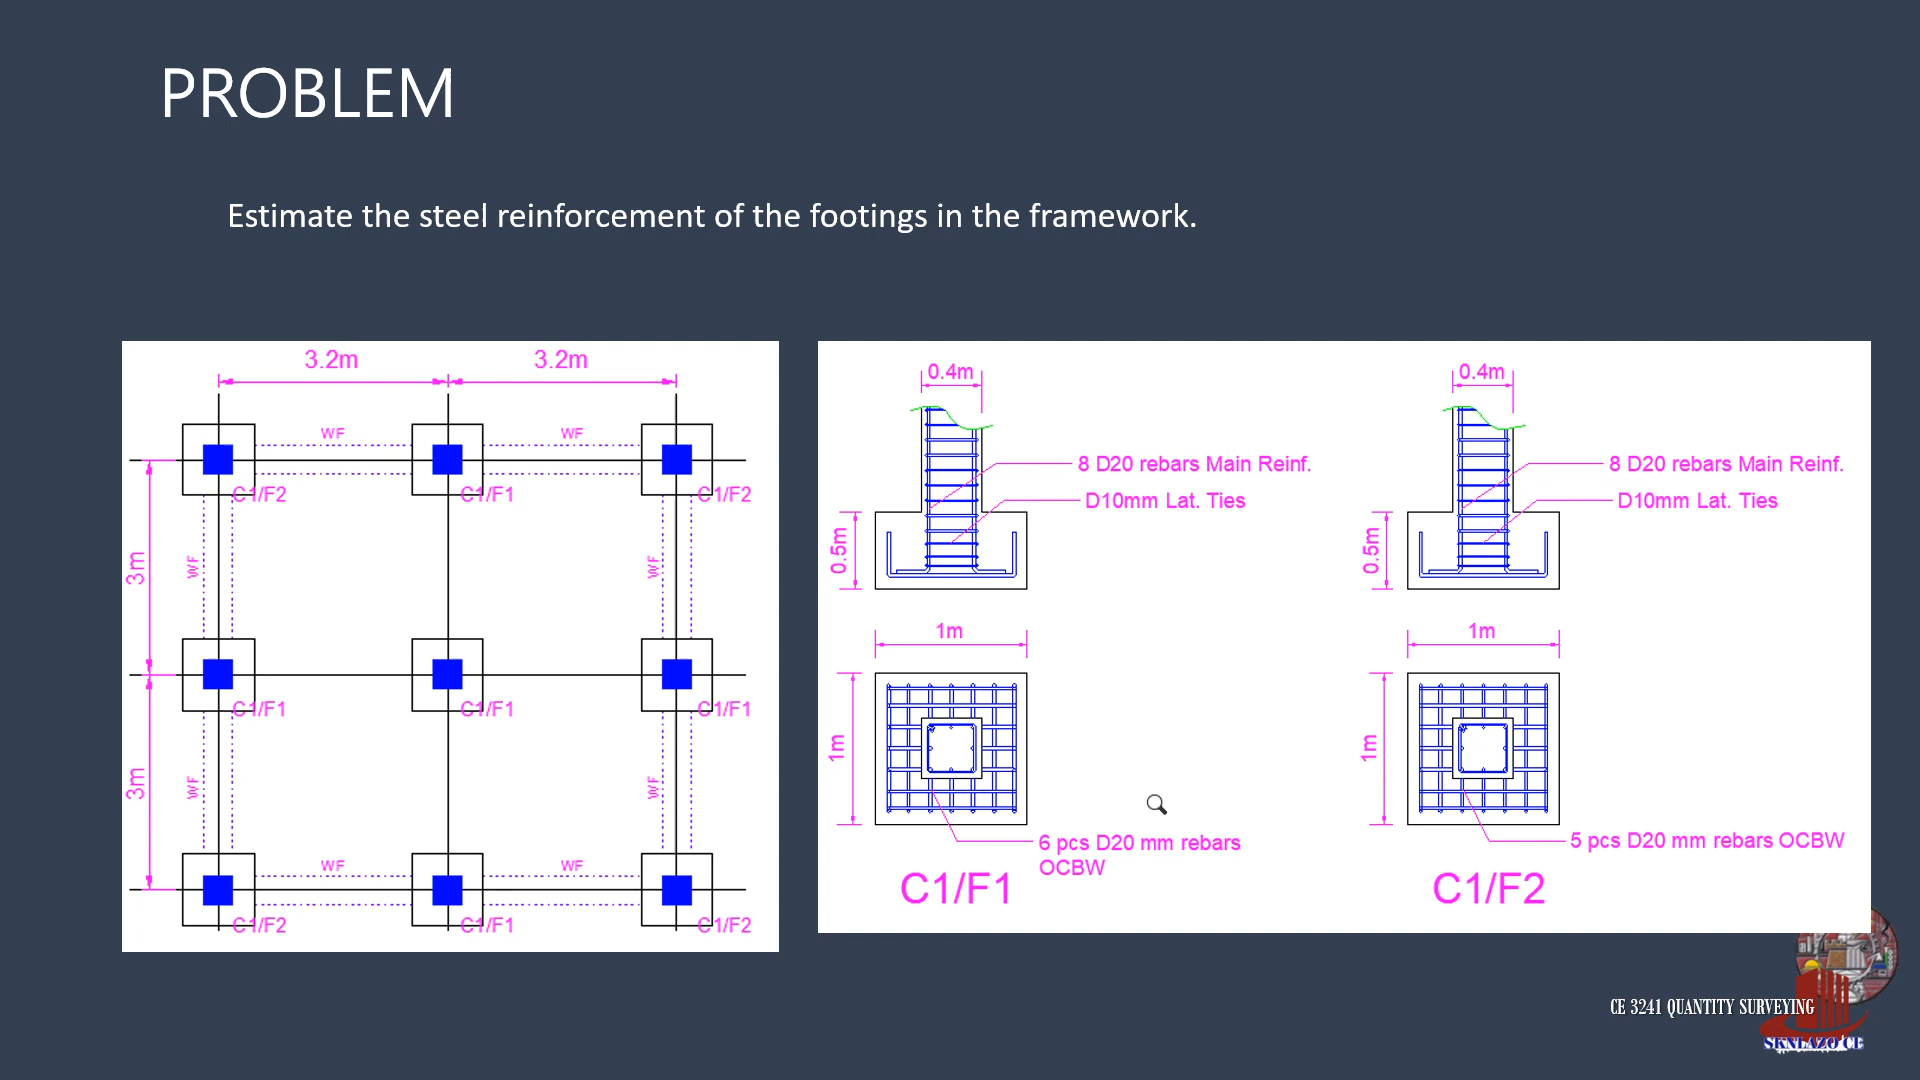 PROBLEM
Estimate the steel reinforcement of the footings in the framework.
3.2m 3.2m
WF WF
C1/F2 C1/F1 C1/F2
3m WF WF
C1/F1 C1/F1 C1/F1
3m WF WF
WF WF
C1/F2 C1/F1 C1/F2
0.4m
8 D20 rebars Main Reinf.
D10mm Lat. Ties
0.5m
1m
1m
6 pcs D20 mm rebars
OCBW
C1/F1
0.4m
8 D20 rebars Main Reinf.
D10mm Lat. Ties
0.5m
1m
1m
5 pcs D20 mm rebars OCBW
C1/F2
CE 3241 QUANTITY SURVEYING
SKNLAZO CE